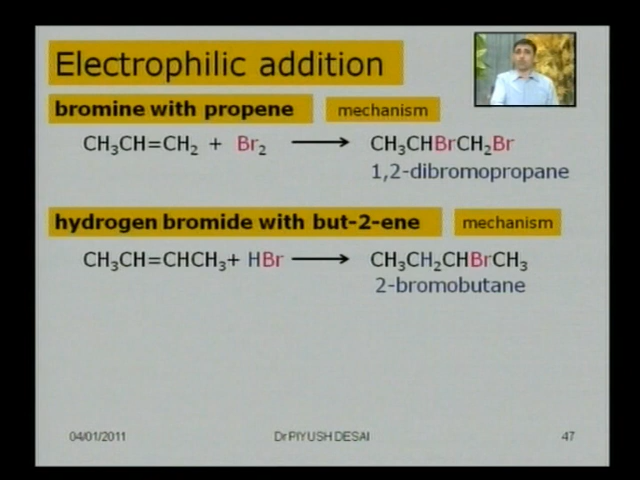 Electrophilic addition
bromine with propene mechanism
CH₃CH=CH₂ + Br₂ ⟶ CH₃CHBrCH₂Br
1,2-dibromopropane
hydrogen bromide with but-2-ene mechanism
CH₃CH=CHCH₃+ HBr ⟶ CH₃CH₂CHBrCH₃
2-bromobutane
04/01/2011 Dr PIYUSH DESAI 47